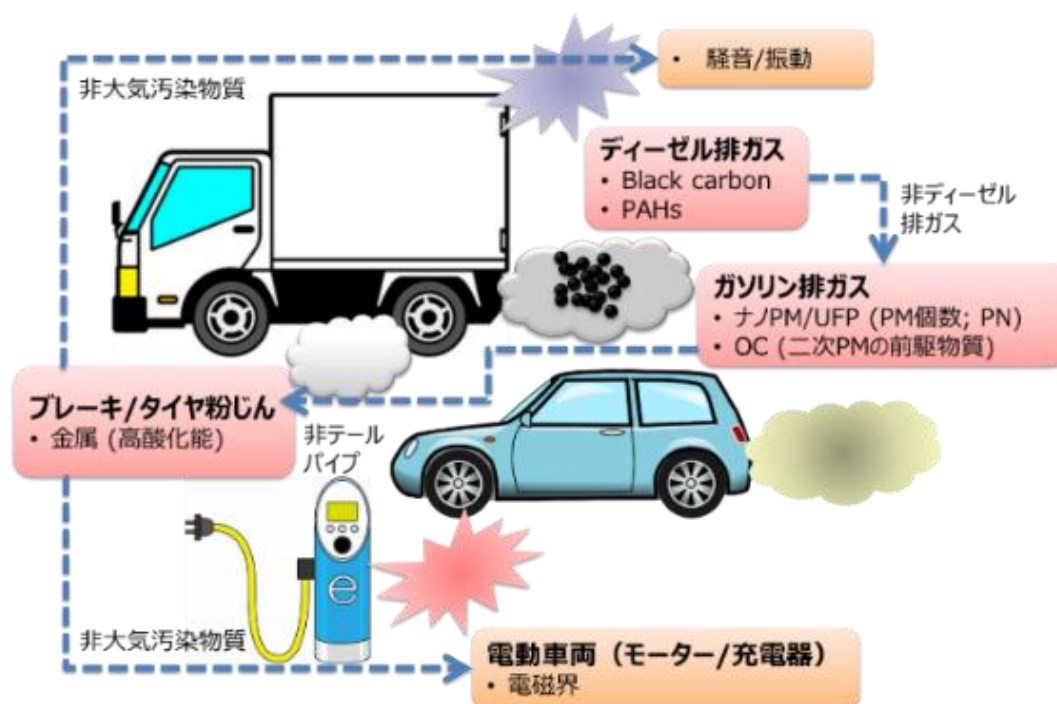 • 騒音/振動
非大気汚染物質
ディーゼル排ガス
• Black carbon
• PAHs
非ディーゼル
排ガス
ガソリン排ガス
• ナノPM/UFP (PM個数; PN)
• OC (二次PMの前駆物質)
ブレーキ/タイヤ粉じん
• 金属 (高酸化能)
非テール
パイプ
e
非大気汚染物質
電動車両（モーター/充電器）
• 電磁界